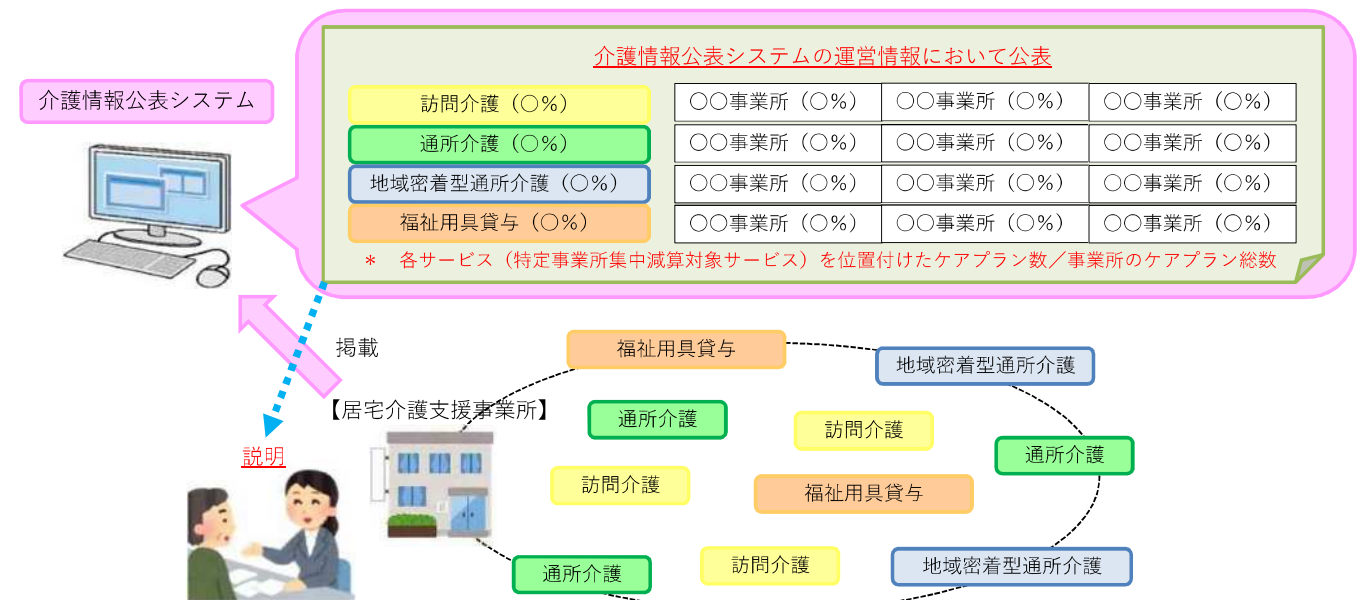 介護情報公表システムの運営情報において公表
介護情報公表システム
訪問介護（○％） ○○事業所（○％） ○○事業所（○％） ○○事業所（○％）
通所介護（○％） ○○事業所（○％） ○○事業所（○％） ○○事業所（○％）
地域密着型通所介護（○％） ○○事業所（○％） ○○事業所（○％） ○○事業所（○％）
福祉用具貸与（○％） ○○事業所（○％） ○○事業所（○％） ○○事業所（○％）
＊ 各サービス（特定事業所集中減算対象サービス）を位置付けたケアプラン数／事業所のケアプラン総数
掲載
福祉用具貸与
地域密着型通所介護
【居宅介護支援事業所】
通所介護
訪問介護
説明
通所介護
訪問介護
福祉用具貸与
通所介護
訪問介護
地域密着型通所介護